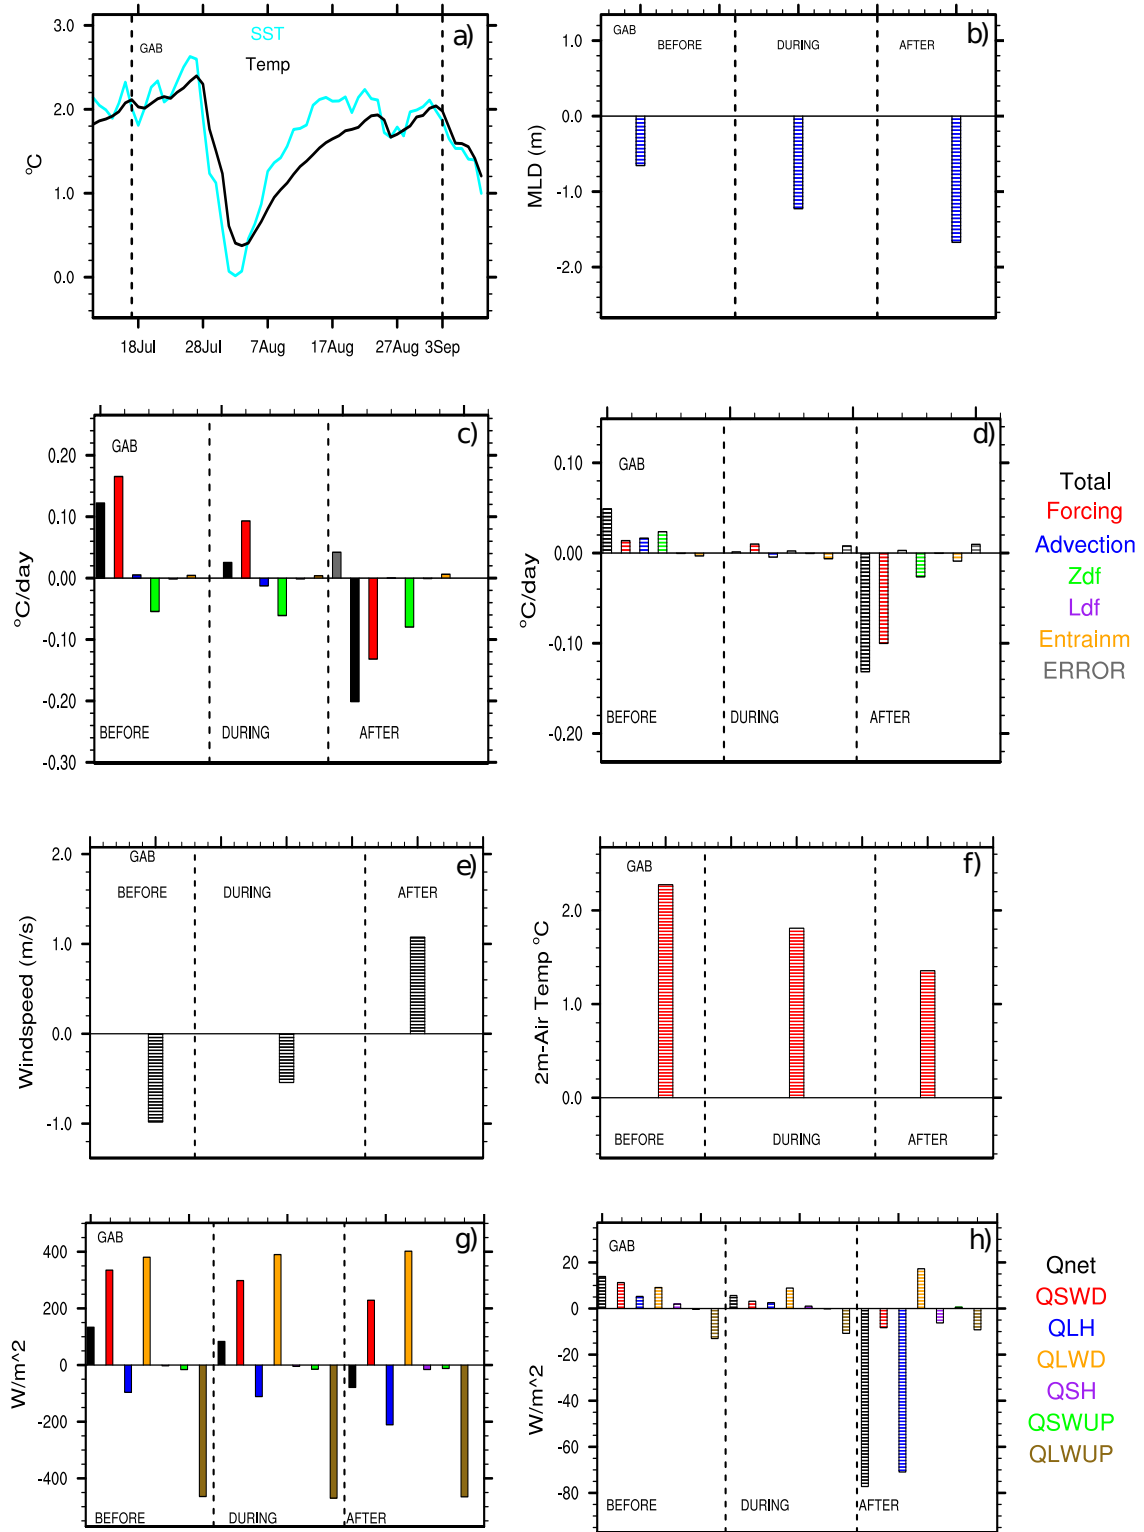 a)
GAB
SST
Temp
3.0
2.0
1.0
0.0
°C
18Jul 28Jul 7Aug 17Aug 27Aug 3Sep
b)
GAB
BEFORE DURING AFTER
1.0
0.0
-1.0
-2.0
MLD (m)
c)
GAB
0.20
0.10
0.00
-0.10
-0.20
-0.30
°C/day
BEFORE DURING AFTER
d)
GAB
0.10
0.00
-0.10
-0.20
°C/day
BEFORE DURING AFTER
Total
Forcing
Advection
Zdf
Ldf
Entrainm
ERROR
e)
GAB
BEFORE DURING AFTER
2.0
1.0
0.0
-1.0
Windspeed (m/s)
f)
GAB
2.0
1.0
0.0
2m-Air Temp °C
BEFORE DURING AFTER
g)
GAB
400
200
0
-200
-400
W/m^2
BEFORE DURING AFTER
h)
GAB
20
0
-20
-40
-60
-80
W/m^2
BEFORE DURING AFTER
Qnet
QSWD
QLH
QLWD
QSH
QSWUP
QLWUP